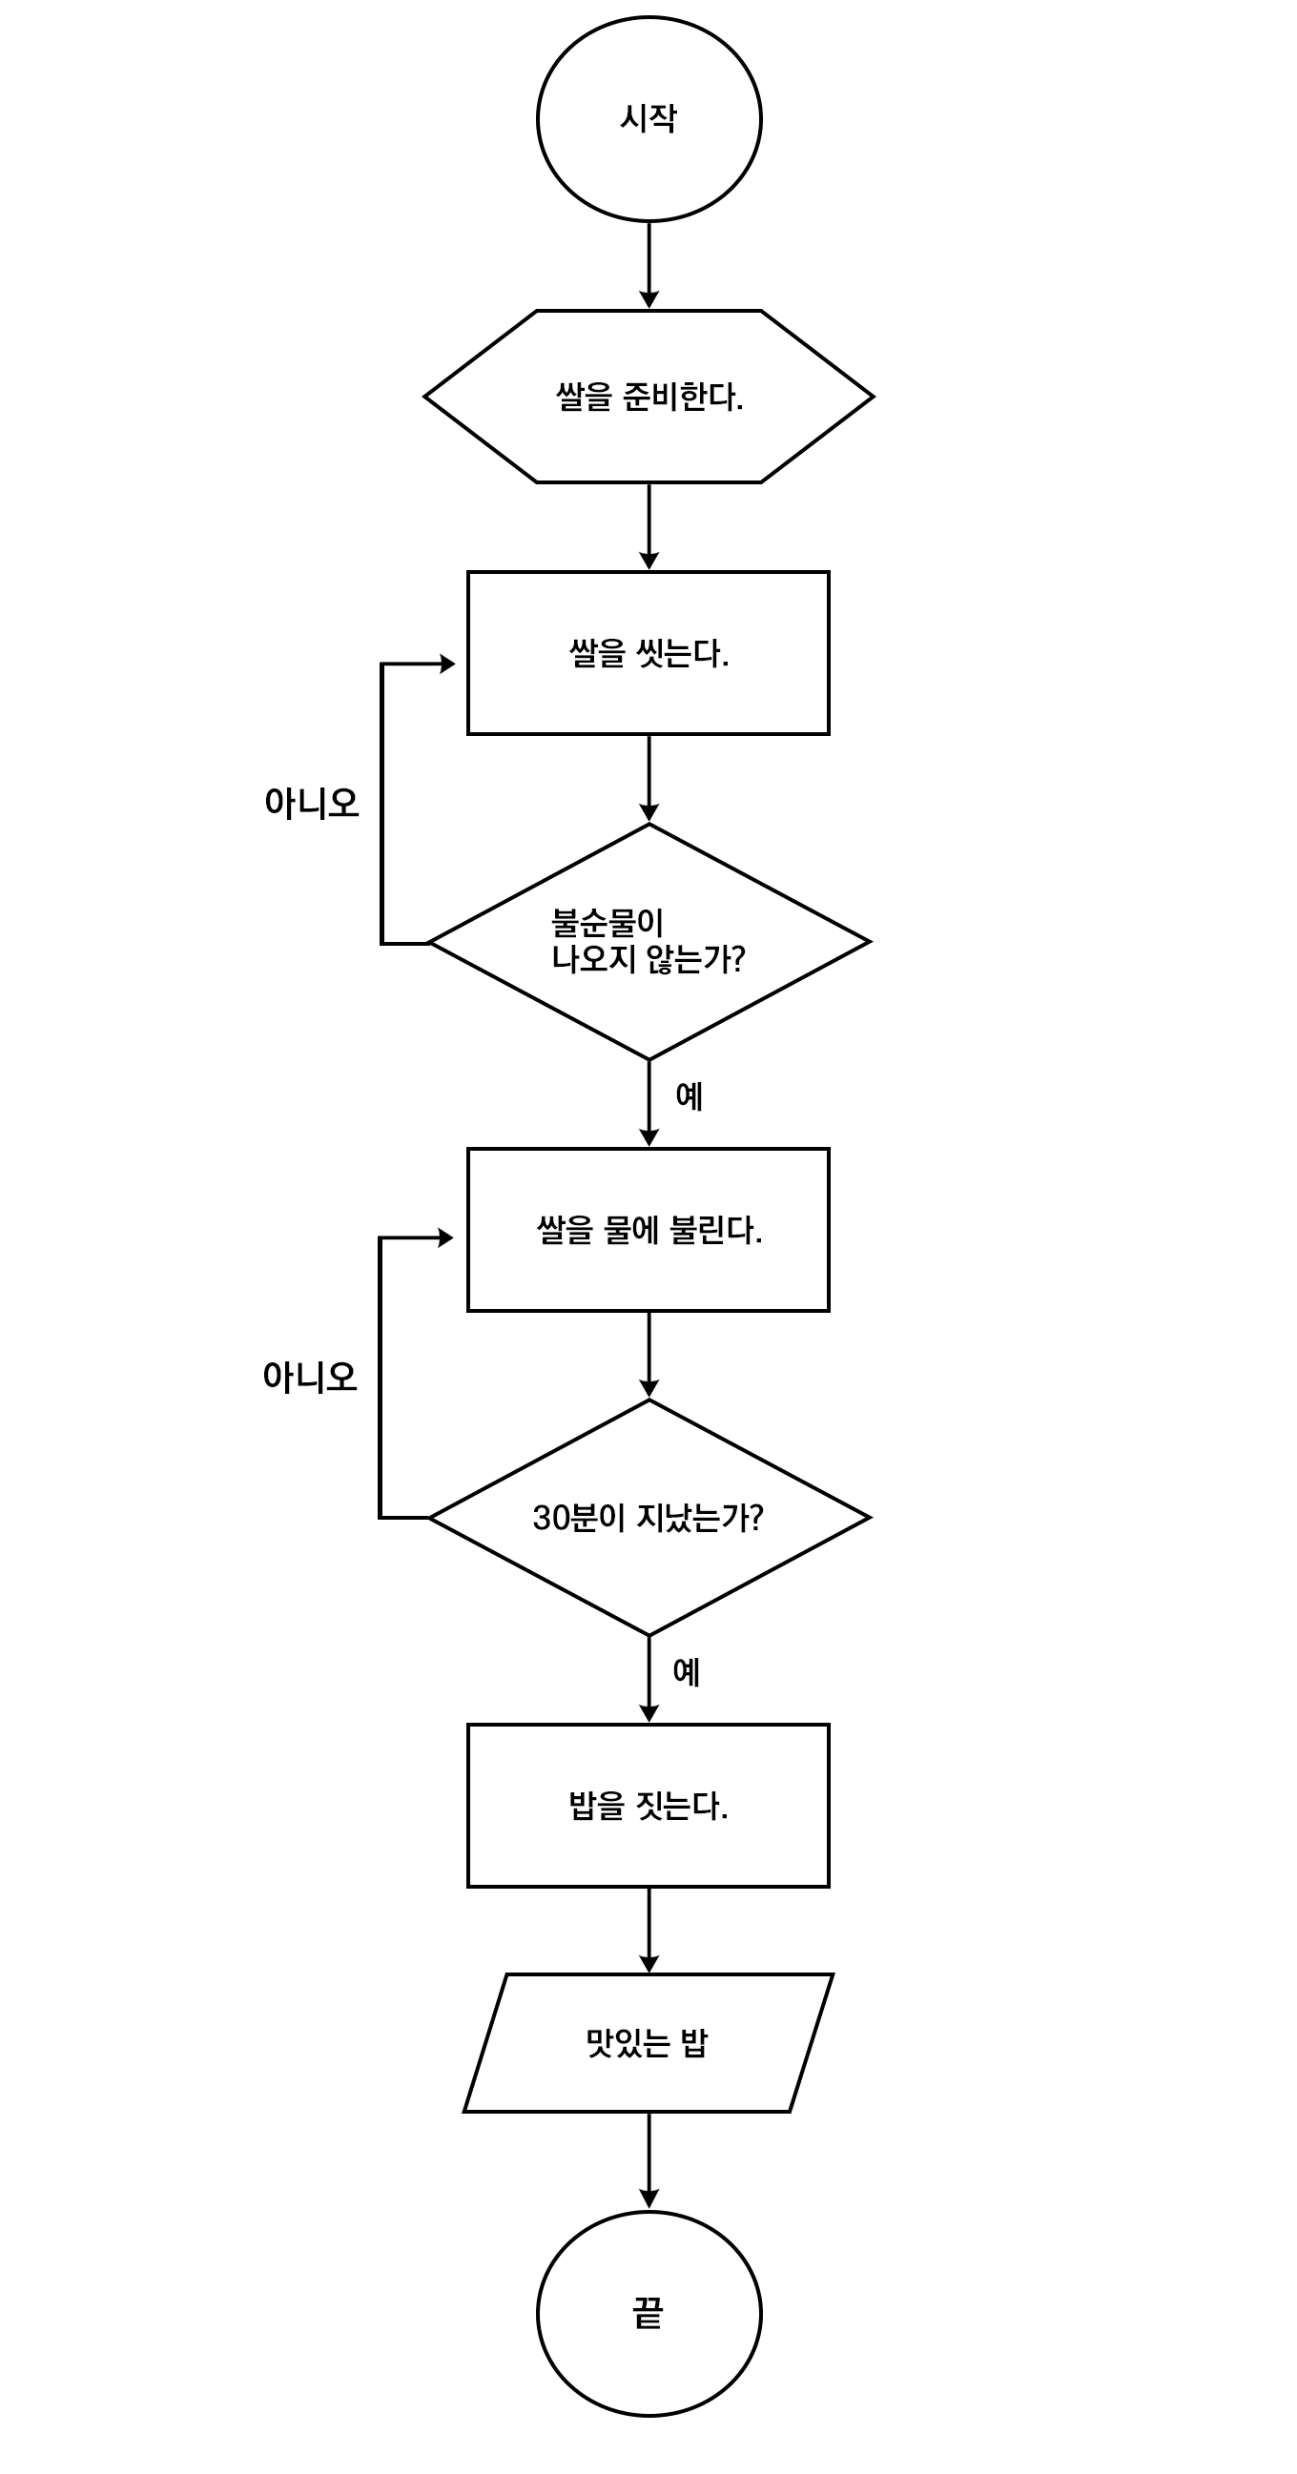 시작
쌀을 준비한다.
쌀을 씻는다.
아니오
불순물이
나오지 않는가?
예
쌀을 물에 불린다.
아니오
30분이 지났는가?
예
밥을 짓는다.
맛있는 밥
끝